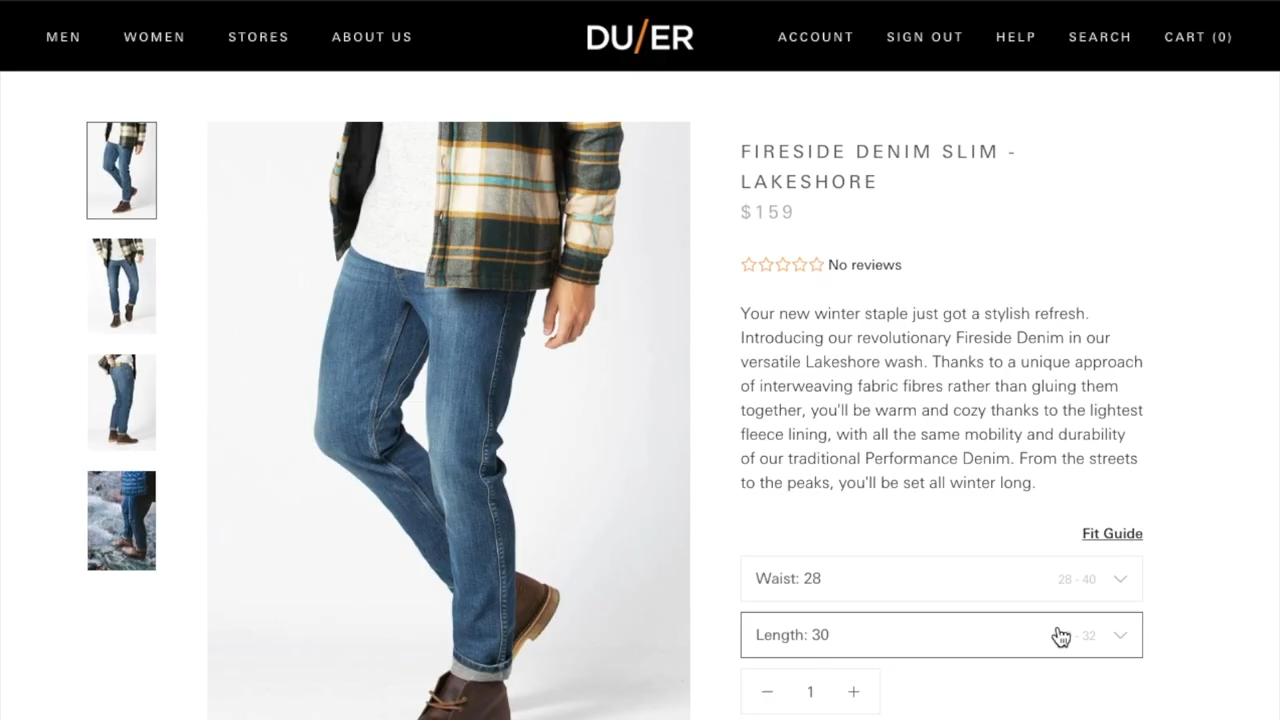 MEN WOMEN STORES ABOUT US DU/ER ACCOUNT SIGN OUT HELP SEARCH CART (0)
FIRESIDE DENIM SLIM -
LAKESHORE
$159
No reviews
Your new winter staple just got a stylish refresh.
Introducing our revolutionary Fireside Denim in our
versatile Lakeshore wash. Thanks to a unique approach
of interweaving fabric fibres rather than gluing them
together, you'll be warm and cozy thanks to the lightest
fleece lining, with all the same mobility and durability
of our traditional Performance Denim. From the streets
to the peaks, you'll be set all winter long.
Fit Guide
Waist: 28 28 - 40
Length: 30 - 32
− 1 +